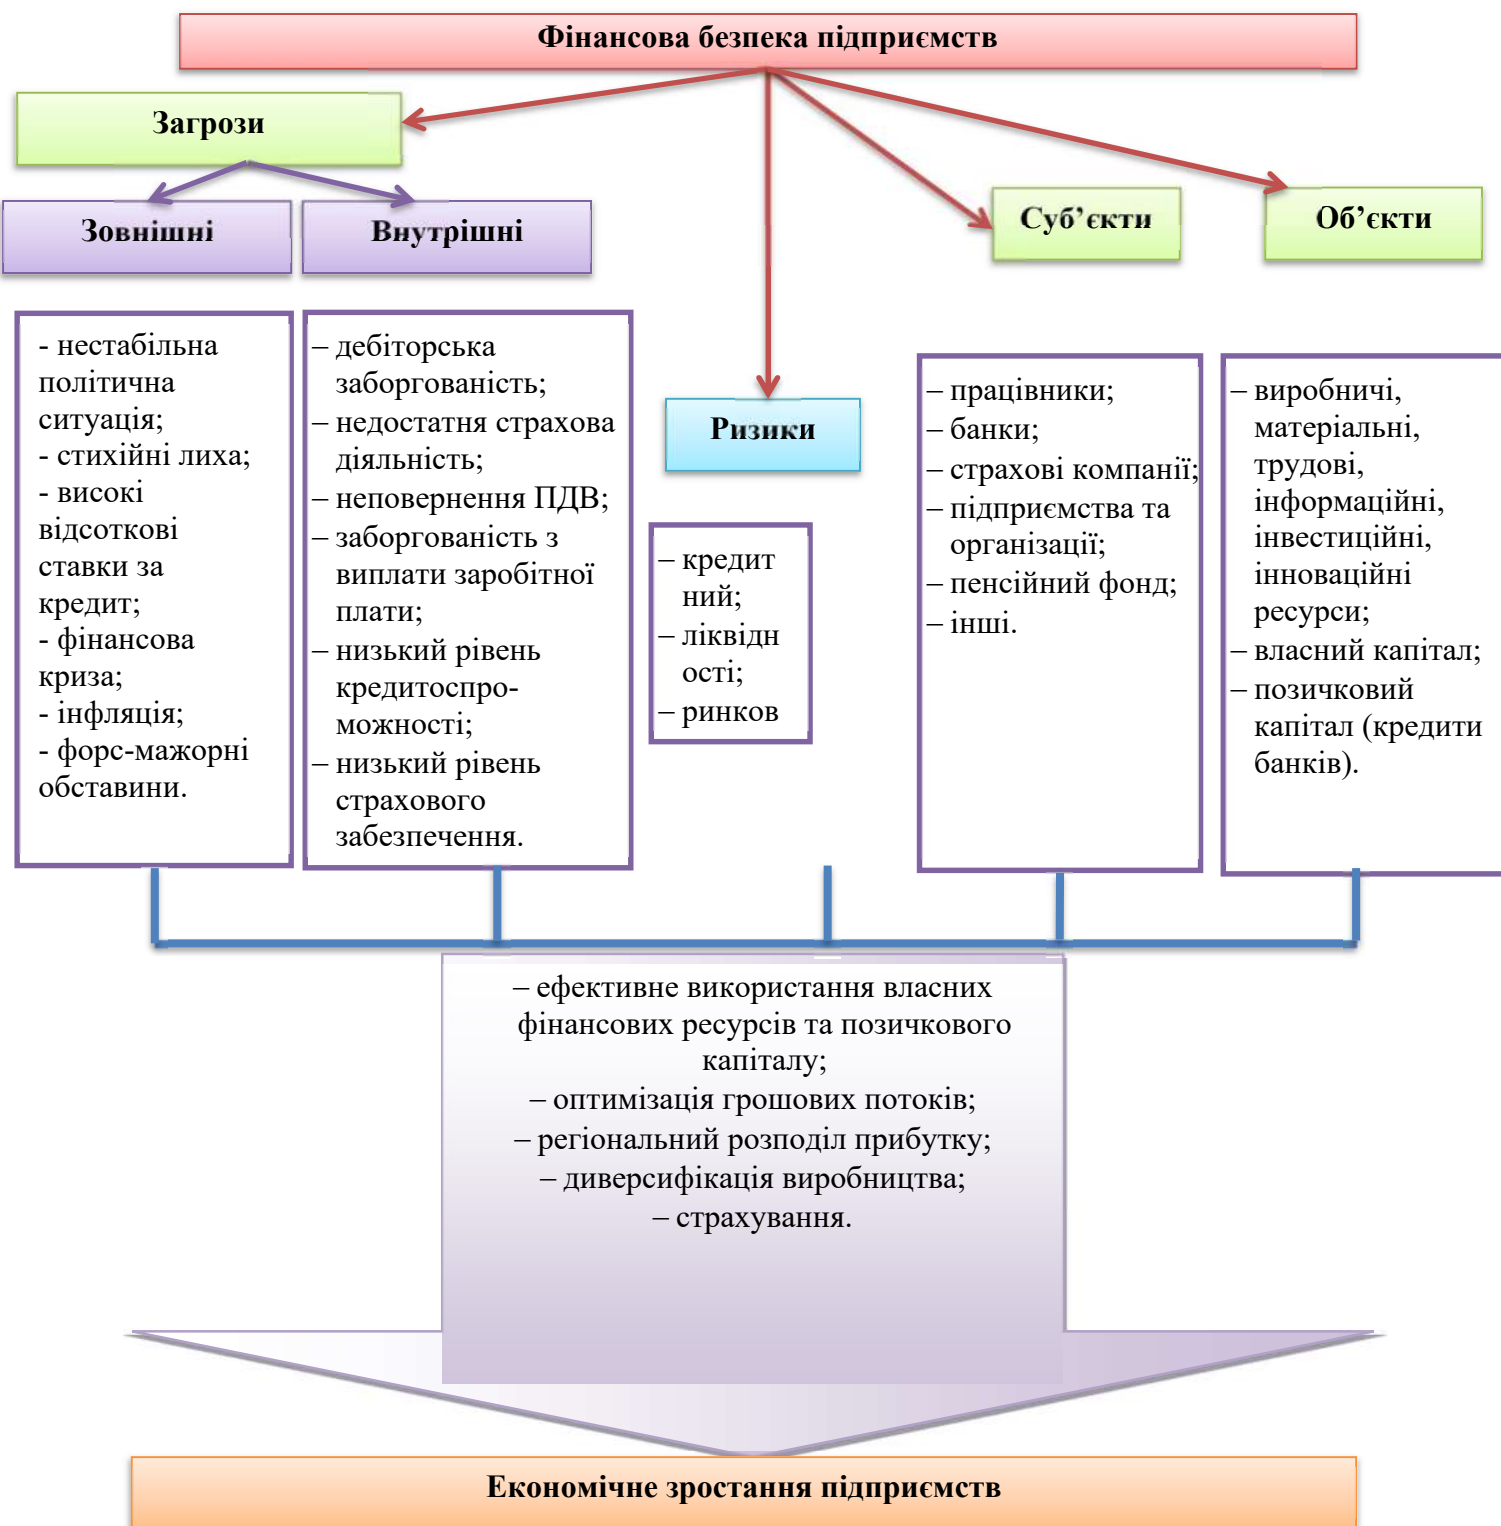 Фінансова безпека підприємств
Загрози
Зовнішні
Внутрішні
Суб’єкти
Об’єкти
- нестабільна
політична
ситуація;
- стихійні лиха;
- високі
відсоткові
ставки за
кредит;
- фінансова
криза;
- інфляція;
- форс-мажорні
обставини.
– дебіторська
заборгованість;
– недостатня страхова
діяльність;
– неповернення ПДВ;
– заборгованість з
виплати заробітної
плати;
– низький рівень
кредитоспро-
можності;
– низький рівень
страхового
забезпечення.
Ризики
– кредит
ний;
– ліквідн
ості;
– ринков
– працівники;
– банки;
– страхові компанії;
– підприємства та
організації;
– пенсійний фонд;
– інші.
– виробничі,
матеріальні,
трудові,
інформаційні,
інвестиційні,
інноваційні
ресурси;
– власний капітал;
– позичковий
капітал (кредити
банків).
– ефективне використання власних
фінансових ресурсів та позичкового
капіталу;
– оптимізація грошових потоків;
– регіональний розподіл прибутку;
– диверсифікація виробництва;
– страхування.
Економічне зростання підприємств